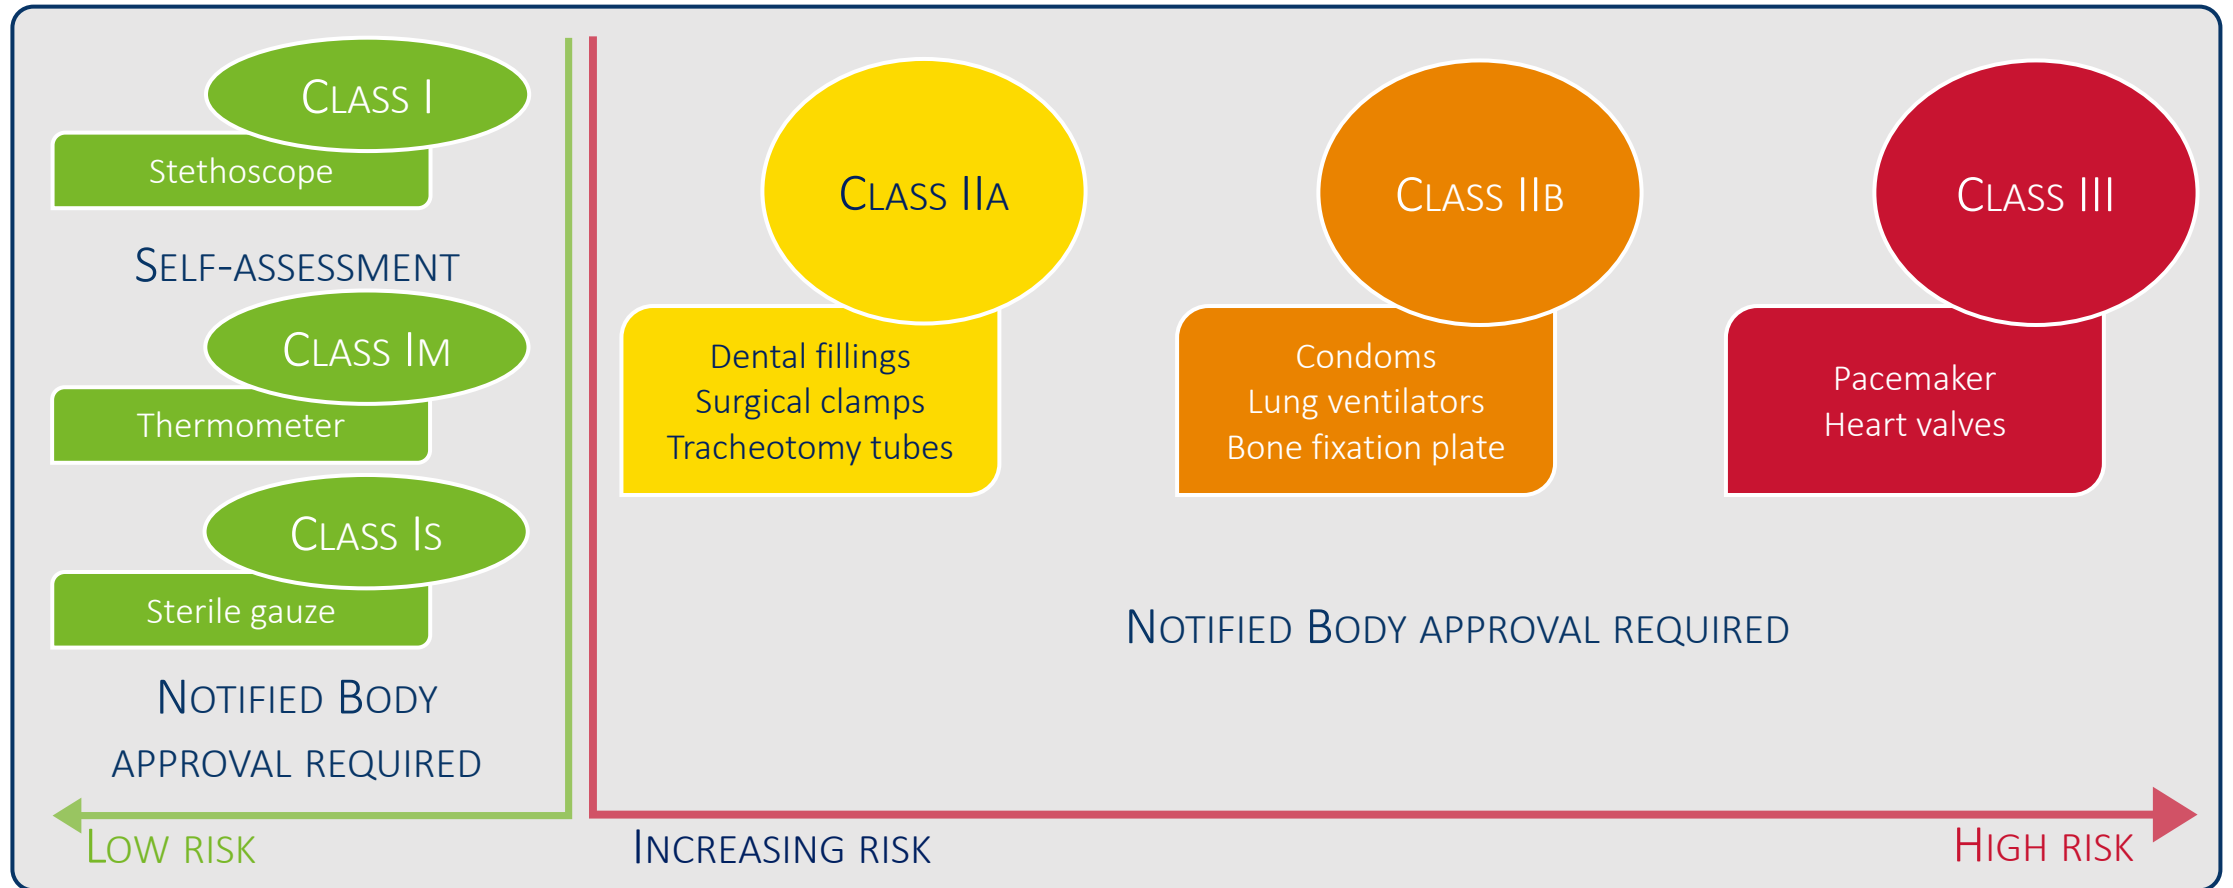 Class I
Stethoscope
Self-assessment
Class Im
Thermometer
Class Is
Sterile gauze
Notified Body
approval required
Low risk
Class IIa
Dental fillings
Surgical clamps
Tracheotomy tubes
Class IIb
Condoms
Lung ventilators
Bone fixation plate
Class III
Pacemaker
Heart valves
Notified Body approval required
Increasing risk
High risk